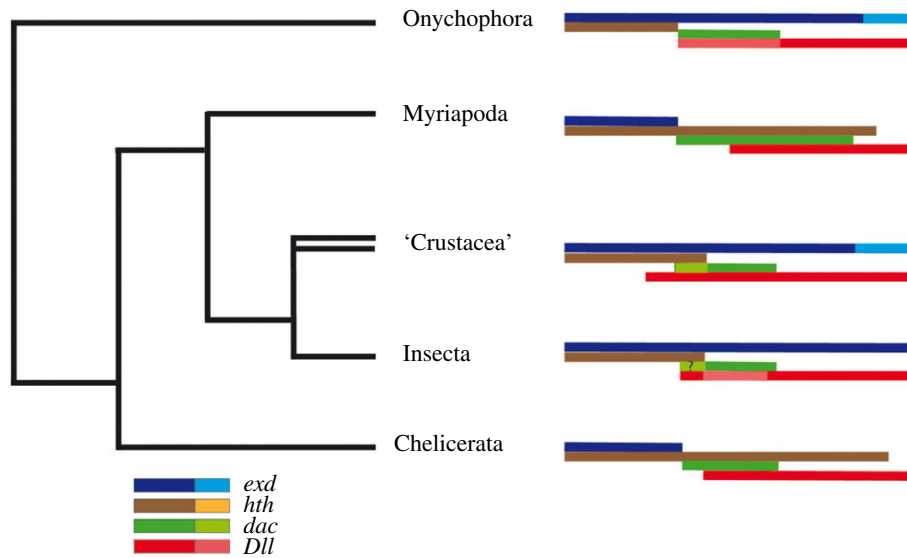 Onychophora
Myriapoda
‘Crustacea’
Insecta
?
Chelicerata
exd
hth
dac
Dll